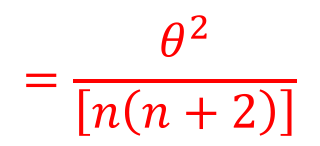 = θ² / [n(n + 2)]